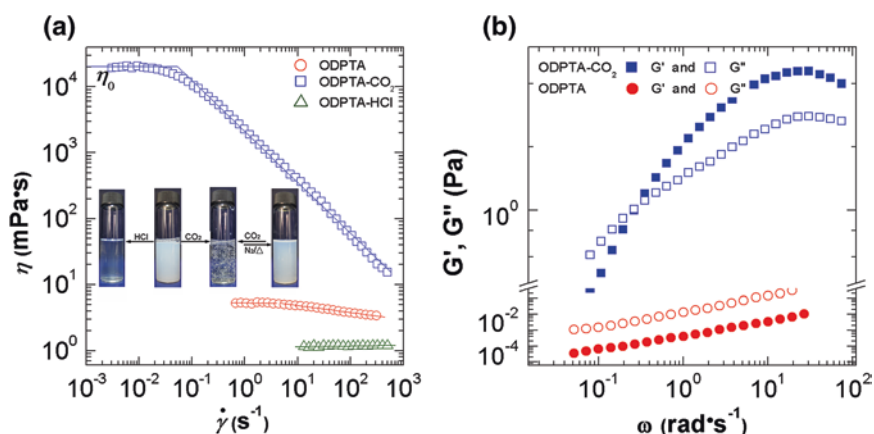 (a)
η (mPa•s)
10⁴
10³
10²
10¹
10⁰
η₀
ODPTA
ODPTA-CO₂
ODPTA-HCl
HCl
CO₂
CO₂
N₂/△
10⁻³ 10⁻² 10⁻¹ 10⁰ 10¹ 10² 10³
γ̇ (s⁻¹)
(b)
G', G'' (Pa)
10⁰
10⁻²
10⁻⁴
ODPTA-CO₂ G' and G''
ODPTA G' and G''
10⁻¹ 10⁰ 10¹ 10²
ω (rad•s⁻¹)